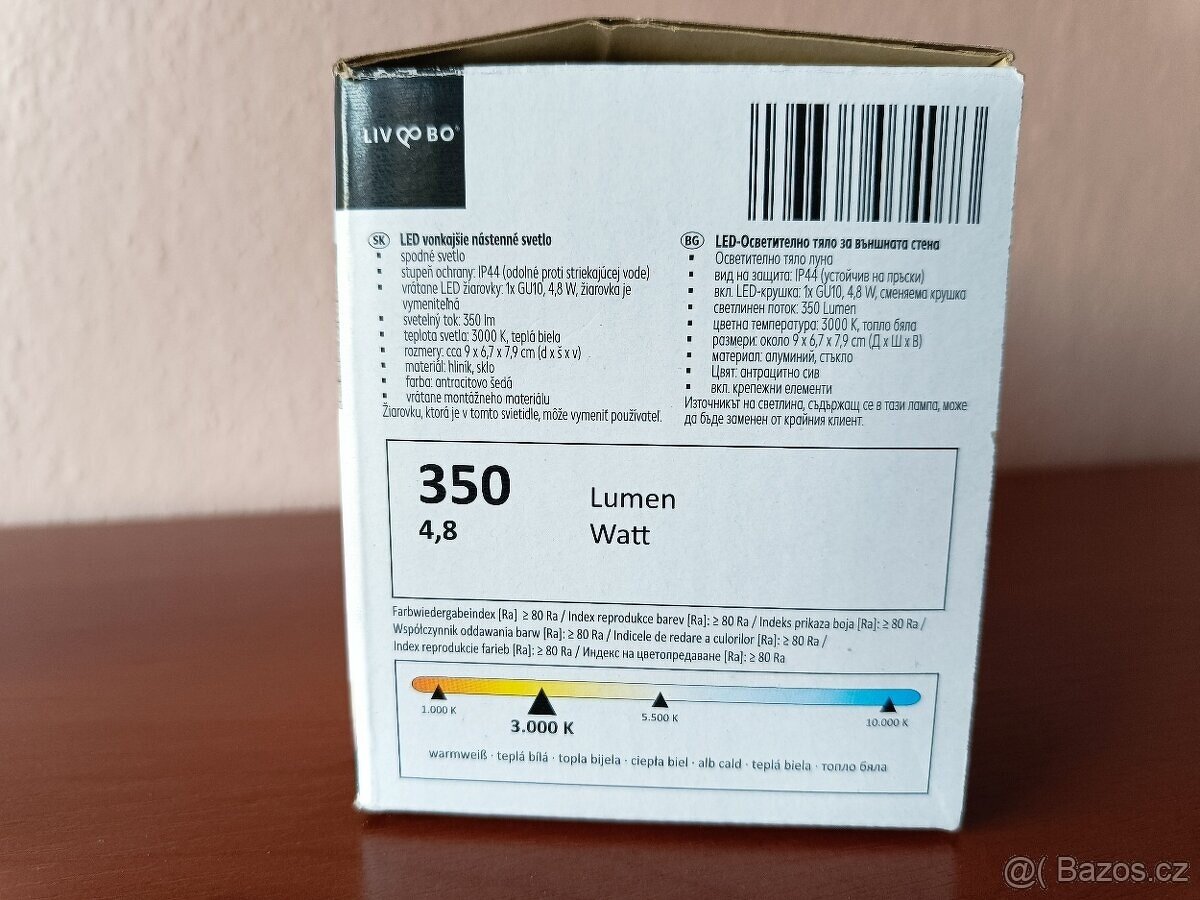 LIV BO
SK LED vonkajšie nástenné svetlo
▪ spodné svetlo
▪ stupeň ochrany: IP44 (odolné proti striekajúcej vode)
▪ vrátane LED žiarovky: 1x GU10, 4,8 W, žiarovka je
vymeniteľná
▪ svetelný tok: 350 lm
▪ teplota svetla: 3000 K, teplá biela
▪ rozmery: cca 9 x 6,7 x 7,9 cm (d x š x v)
▪ materiál: hliník, sklo
▪ farba: antracitovo šedá
▪ vrátane montážneho materiálu
Žiarovku, ktorá je v tomto svietidle, môže vymeniť používateľ.
BG LED-Осветително тяло за външната стена
▪ Осветително тяло луна
▪ вид на защита: IP44 (устойчив на пръски)
▪ вкл. LED-крушка: 1x GU10, 4,8 W, сменяема крушка
▪ светлинен поток: 350 Lumen
▪ цветна температура: 3000 K, топло бяла
▪ размери: около 9 x 6,7 x 7,9 cm (Д x Ш x В)
▪ материал: алуминий, стъкло
▪ Цвят: антрацитно сив
▪ вкл. крепежни елементи
Източникът на светлина, съдържащ се в тази лампа, може
да бъде заменен от крайния клиент.
350 Lumen
4,8 Watt
Farbwiedergabeindex [Ra] ≥ 80 Ra / Index reprodukce barev [Ra]: ≥ 80 Ra / Indeks prikaza boja [Ra]: ≥ 80 Ra /
Współczynnik oddawania barw [Ra]: ≥ 80 Ra / Indicele de redare a culorilor [Ra]: ≥ 80 Ra /
Index reprodukcie farieb [Ra]: ≥ 80 Ra / Индекс на цветопредаване [Ra]: ≥ 80 Ra
1.000 K 3.000 K 5.500 K 10.000 K
warmweiß · teplá bílá · topla bijela · ciepła biel · alb cald · teplá biela · топло бяла
@( Bazos.cz